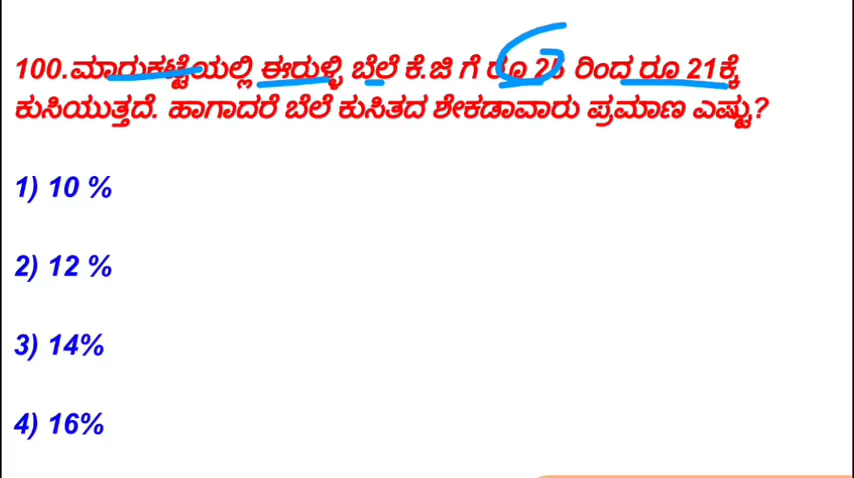 100.ಮಾರುಕಟ್ಟೆಯಲ್ಲಿ ಈರುಳ್ಳಿ ಬೆಲೆ ಕೆ.ಜಿ ಗೆ ರೂ 25 ರಿಂದ ರೂ 21ಕ್ಕೆ
ಕುಸಿಯುತ್ತದೆ. ಹಾಗಾದರೆ ಬೆಲೆ ಕುಸಿತದ ಶೇಕಡಾವಾರು ಪ್ರಮಾಣ ಎಷ್ಟು?
1) 10 %
2) 12 %
3) 14%
4) 16%